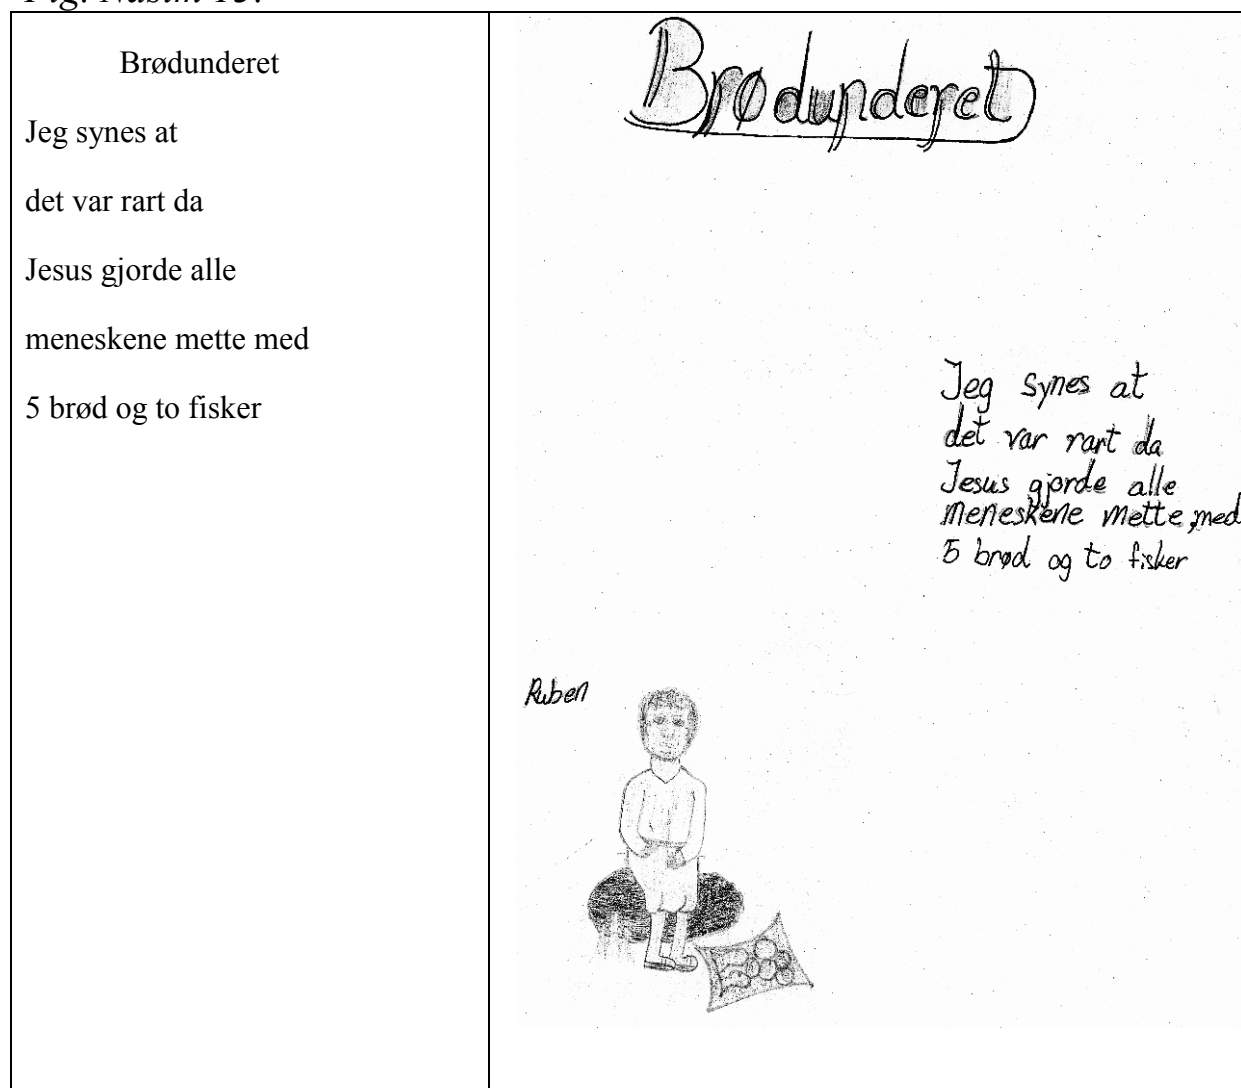 Fig. Nasim 15.
Brødunderet
Jeg synes at
det var rart da
Jesus gjorde alle
meneskene mette med
5 brød og to fisker
Brødunderet
Jeg synes at
det var rart da
Jesus gjorde alle
meneskene mette, med
5 brød og to fisker
Ruben